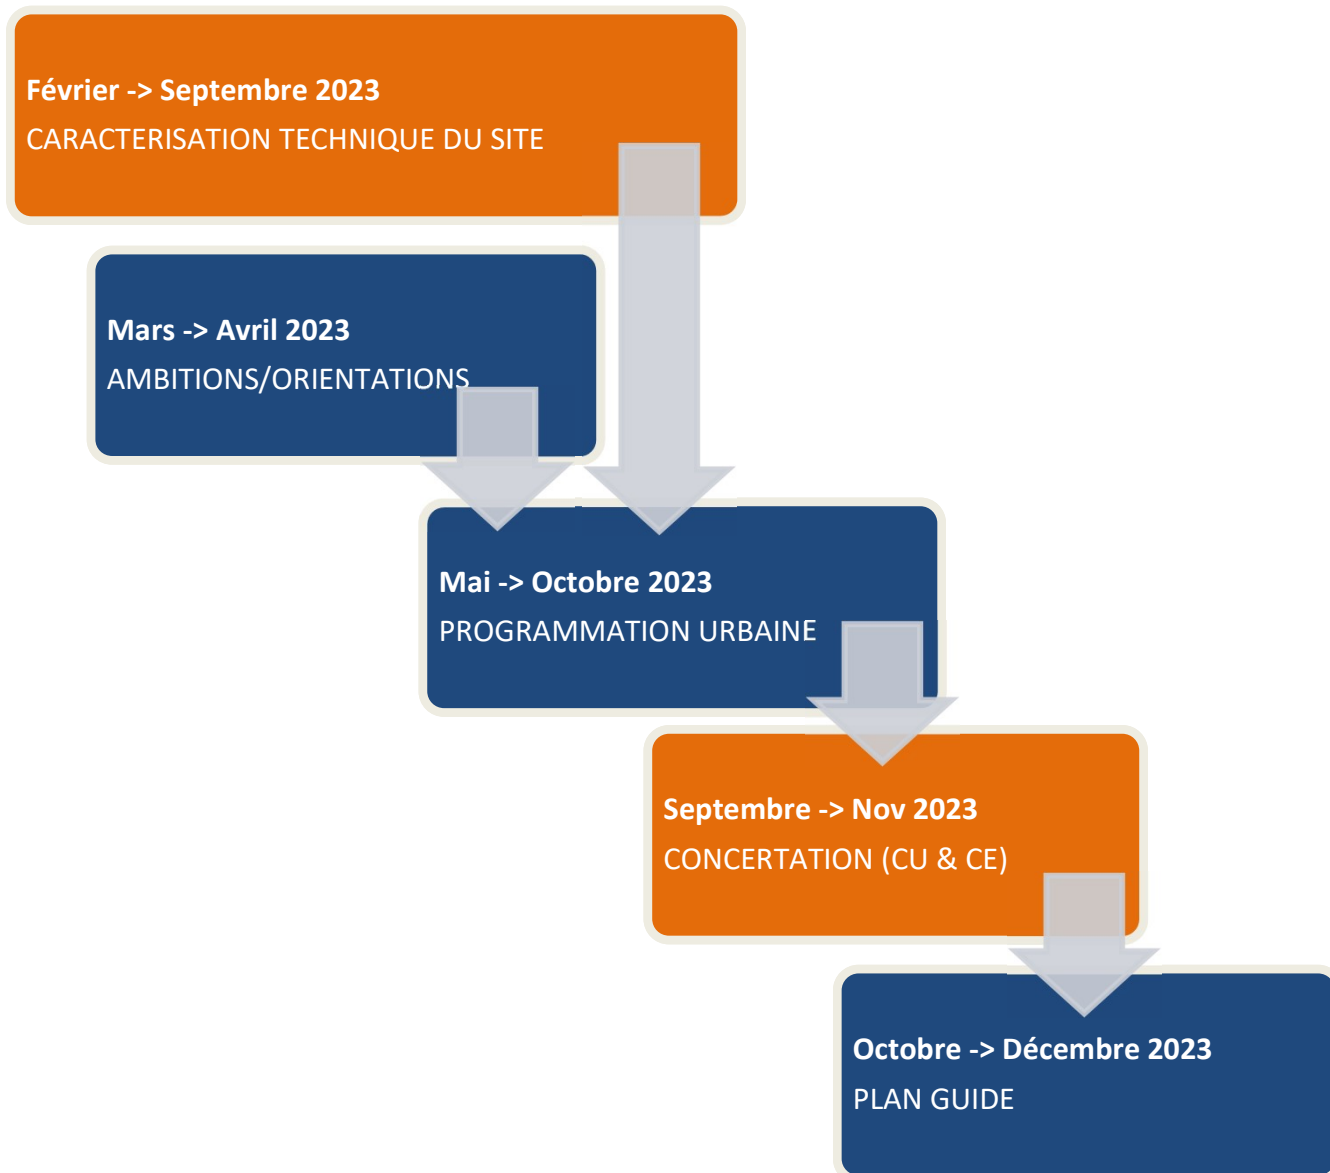 Février -> Septembre 2023
CARACTERISATION TECHNIQUE DU SITE
Mars -> Avril 2023
AMBITIONS/ORIENTATIONS
Mai -> Octobre 2023
PROGRAMMATION URBAINE
Septembre -> Nov 2023
CONCERTATION (CU & CE)
Octobre -> Décembre 2023
PLAN GUIDE